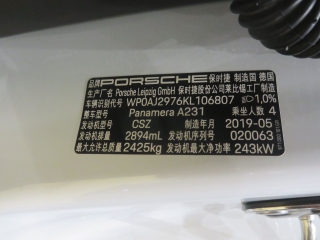 品牌 PORSCHE 保时捷 制造国 德国
生产厂名 Porsche Leipzig GmbH 保时捷股份公司莱比锡工厂制造
车辆识别代号 WP0AJ2976KL106807 1,0%
整车型号 Panamera A231 乘坐人数 4
发动机型号 CSZ 制造年月 2019-05
发动机排量 2894mL 发动机序列号 020063
最大允许总质量 2425kg 发动机最大净功率 243kW